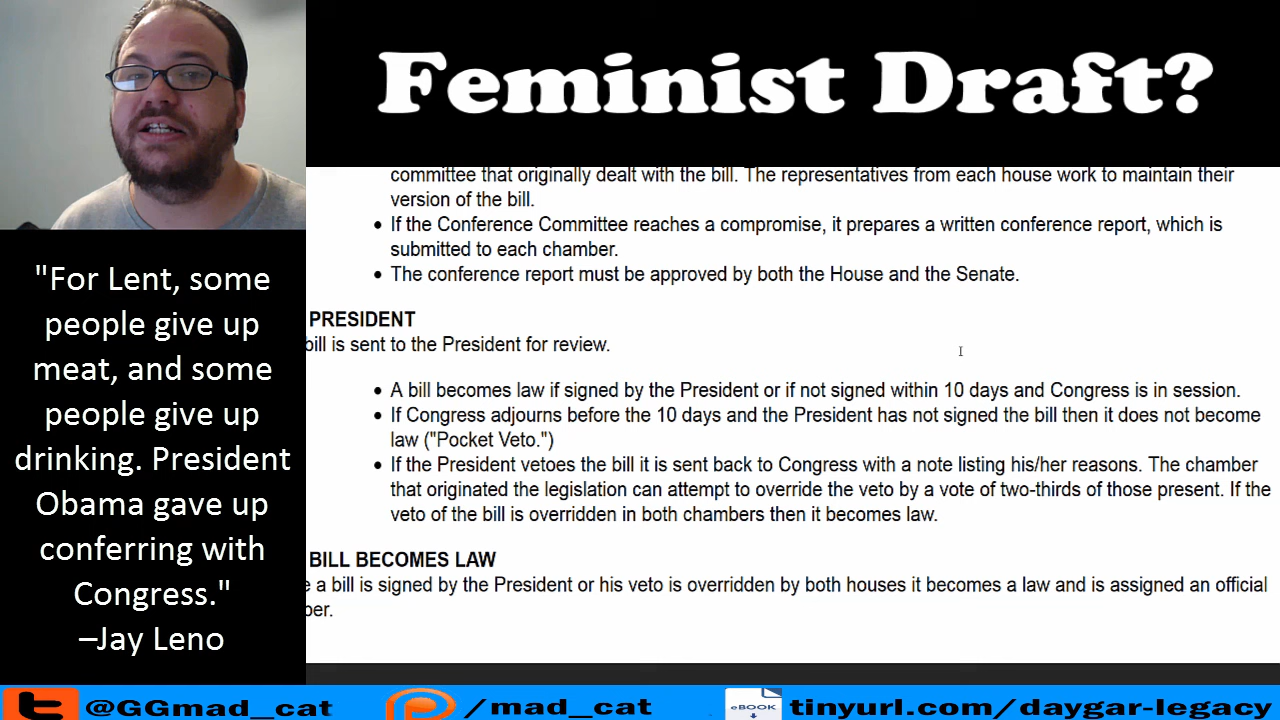 Feminist Draft?
committee that originally dealt with the bill. The representatives from each house work to maintain their
version of the bill.
• If the Conference Committee reaches a compromise, it prepares a written conference report, which is
submitted to each chamber.
• The conference report must be approved by both the House and the Senate.
PRESIDENT
bill is sent to the President for review.
• A bill becomes law if signed by the President or if not signed within 10 days and Congress is in session.
• If Congress adjourns before the 10 days and the President has not signed the bill then it does not become
law ("Pocket Veto.")
• If the President vetoes the bill it is sent back to Congress with a note listing his/her reasons. The chamber
that originated the legislation can attempt to override the veto by a vote of two-thirds of those present. If the
veto of the bill is overridden in both chambers then it becomes law.
BILL BECOMES LAW
a bill is signed by the President or his veto is overridden by both houses it becomes a law and is assigned an official
"For Lent, some
people give up
meat, and some
people give up
drinking. President
Obama gave up
conferring with
Congress."
–Jay Leno
@GGmad_cat
/mad_cat
eBOOK
tinyurl.com/daygar-legacy